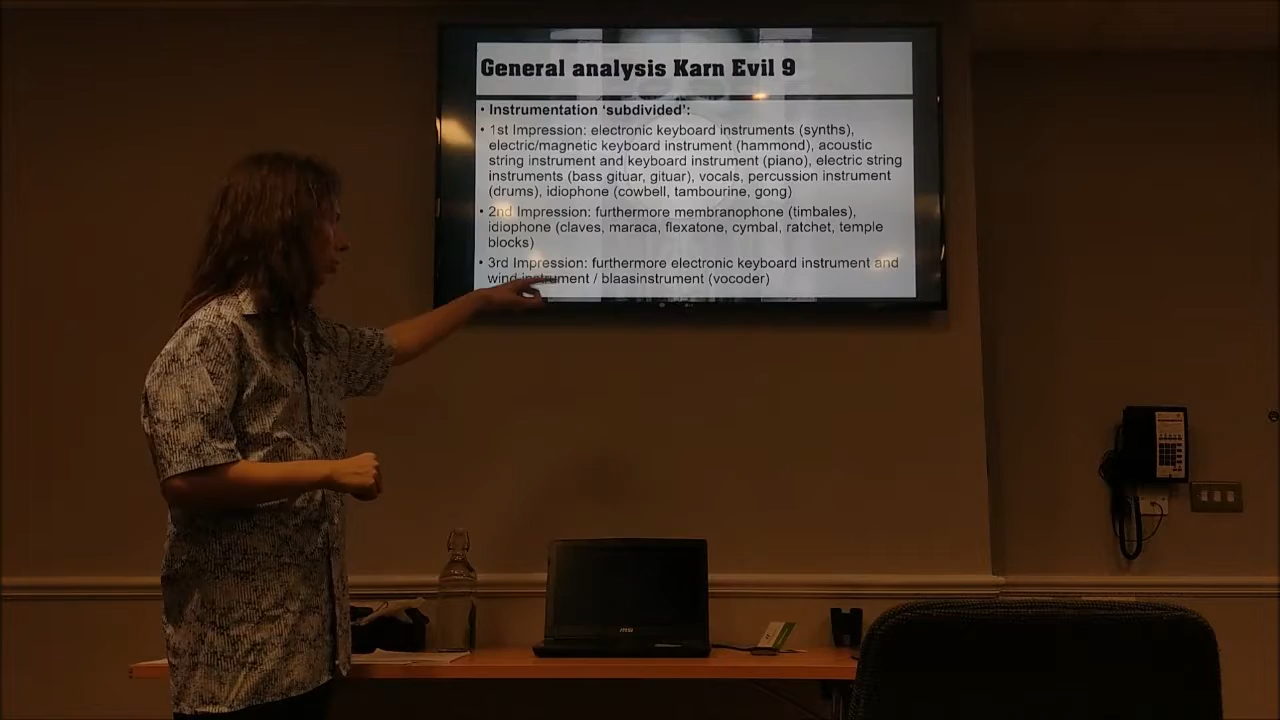 General analysis Karn Evil 9
• Instrumentation ‘subdivided’:
• 1st Impression: electronic keyboard instruments (synths),
electric/magnetic keyboard instrument (hammond), acoustic
string instrument and keyboard instrument (piano), electric string
instruments (bass gituar, gituar), vocals, percussion instrument
(drums), idiophone (cowbell, tambourine, gong)
• 2nd Impression: furthermore membranophone (timbales),
idiophone (claves, maraca, flexatone, cymbal, ratchet, temple
blocks)
• 3rd Impression: furthermore electronic keyboard instrument and
wind instrument / blaasinstrument (vocoder)
msi